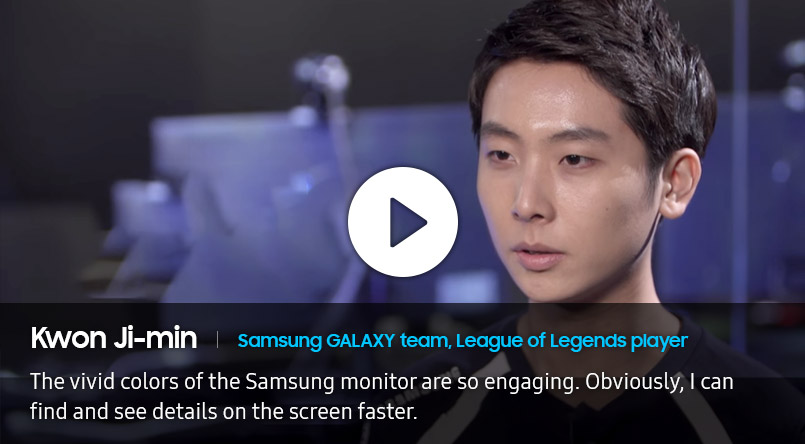 Kwon Ji-min | Samsung GALAXY team, League of Legends player
The vivid colors of the Samsung monitor are so engaging. Obviously, I can
find and see details on the screen faster.
SAMSUNG